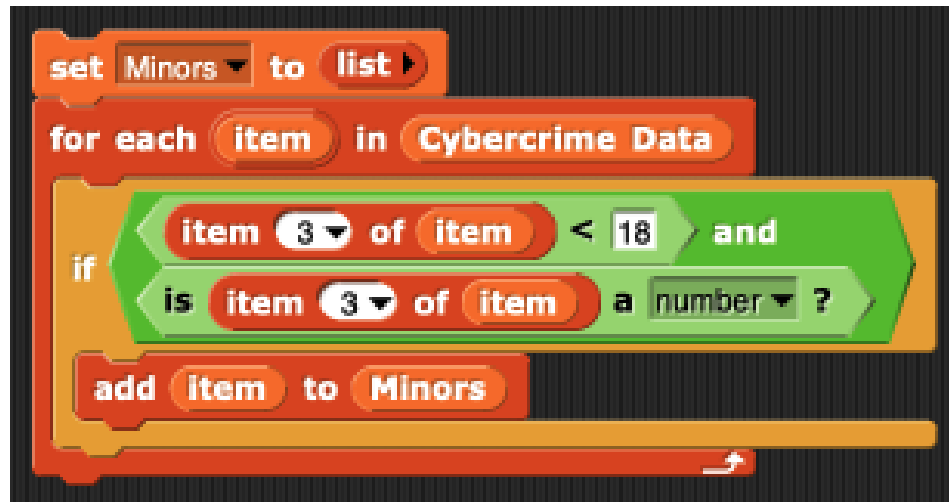 set Minors to list
for each item in Cybercrime Data
if
item 3 of item < 18 and
is item 3 of item a number ?
add item to Minors